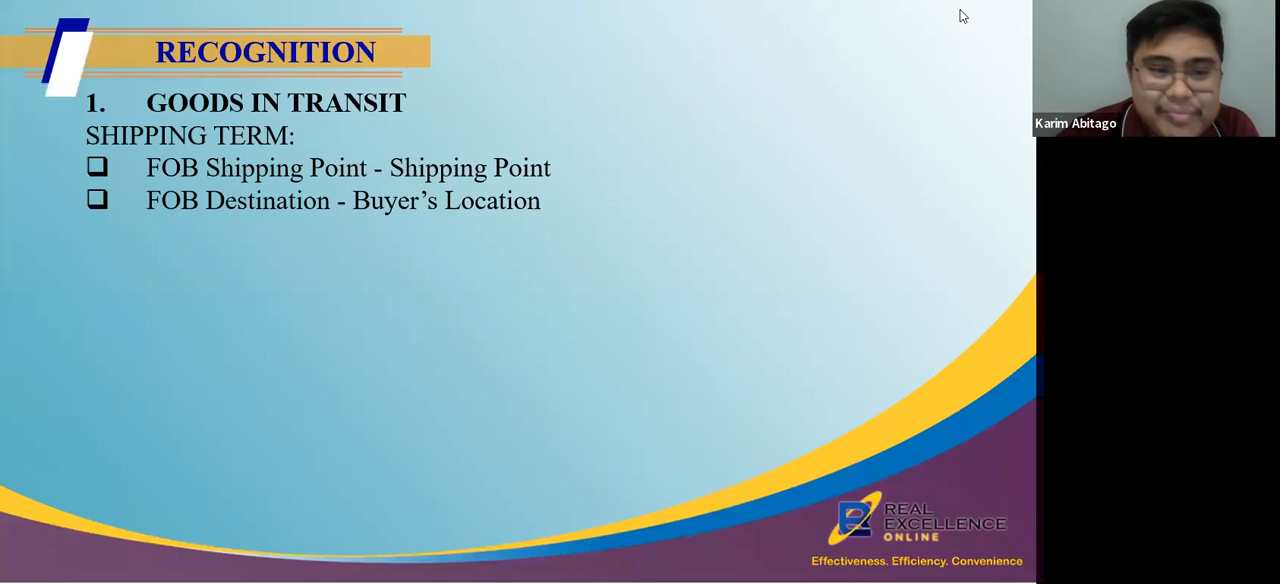 RECOGNITION
1. GOODS IN TRANSIT
SHIPPING TERM:
❑ FOB Shipping Point - Shipping Point
❑ FOB Destination - Buyer’s Location
Karim Abitago
REAL
EXCELLENCE
ONLINE
Effectiveness. Efficiency. Convenience